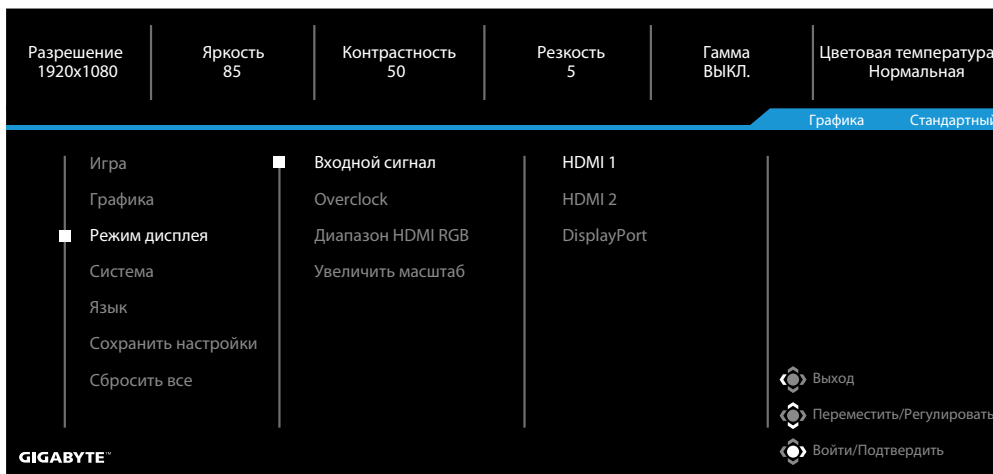 Разрешение Яркость Контрастность Резкость Гамма Цветовая температура
1920x1080 85 50 5 ВЫКЛ. Нормальная
Графика Стандартный
Игра Входной сигнал HDMI 1
Графика Overclock HDMI 2
Режим дисплея Диапазон HDMI RGB DisplayPort
Система Увеличить масштаб
Язык
Сохранить настройки
Сбросить все Выход
Переместить/Регулировать
GIGABYTE™ Войти/Подтвердить